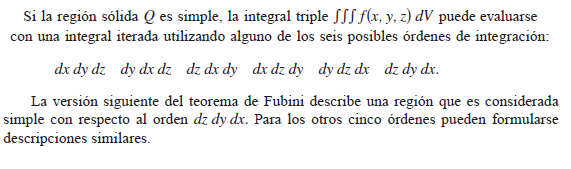 Si la región sólida Q es simple, la integral triple ∫∫∫ f(x, y, z) dV puede evaluarse
con una integral iterada utilizando alguno de los seis posibles órdenes de integración:
dx dy dz dy dx dz dz dx dy dx dz dy dy dz dx dz dy dx.
La versión siguiente del teorema de Fubini describe una región que es considerada
simple con respecto al orden dz dy dx. Para los otros cinco órdenes pueden formularse
descripciones similares.